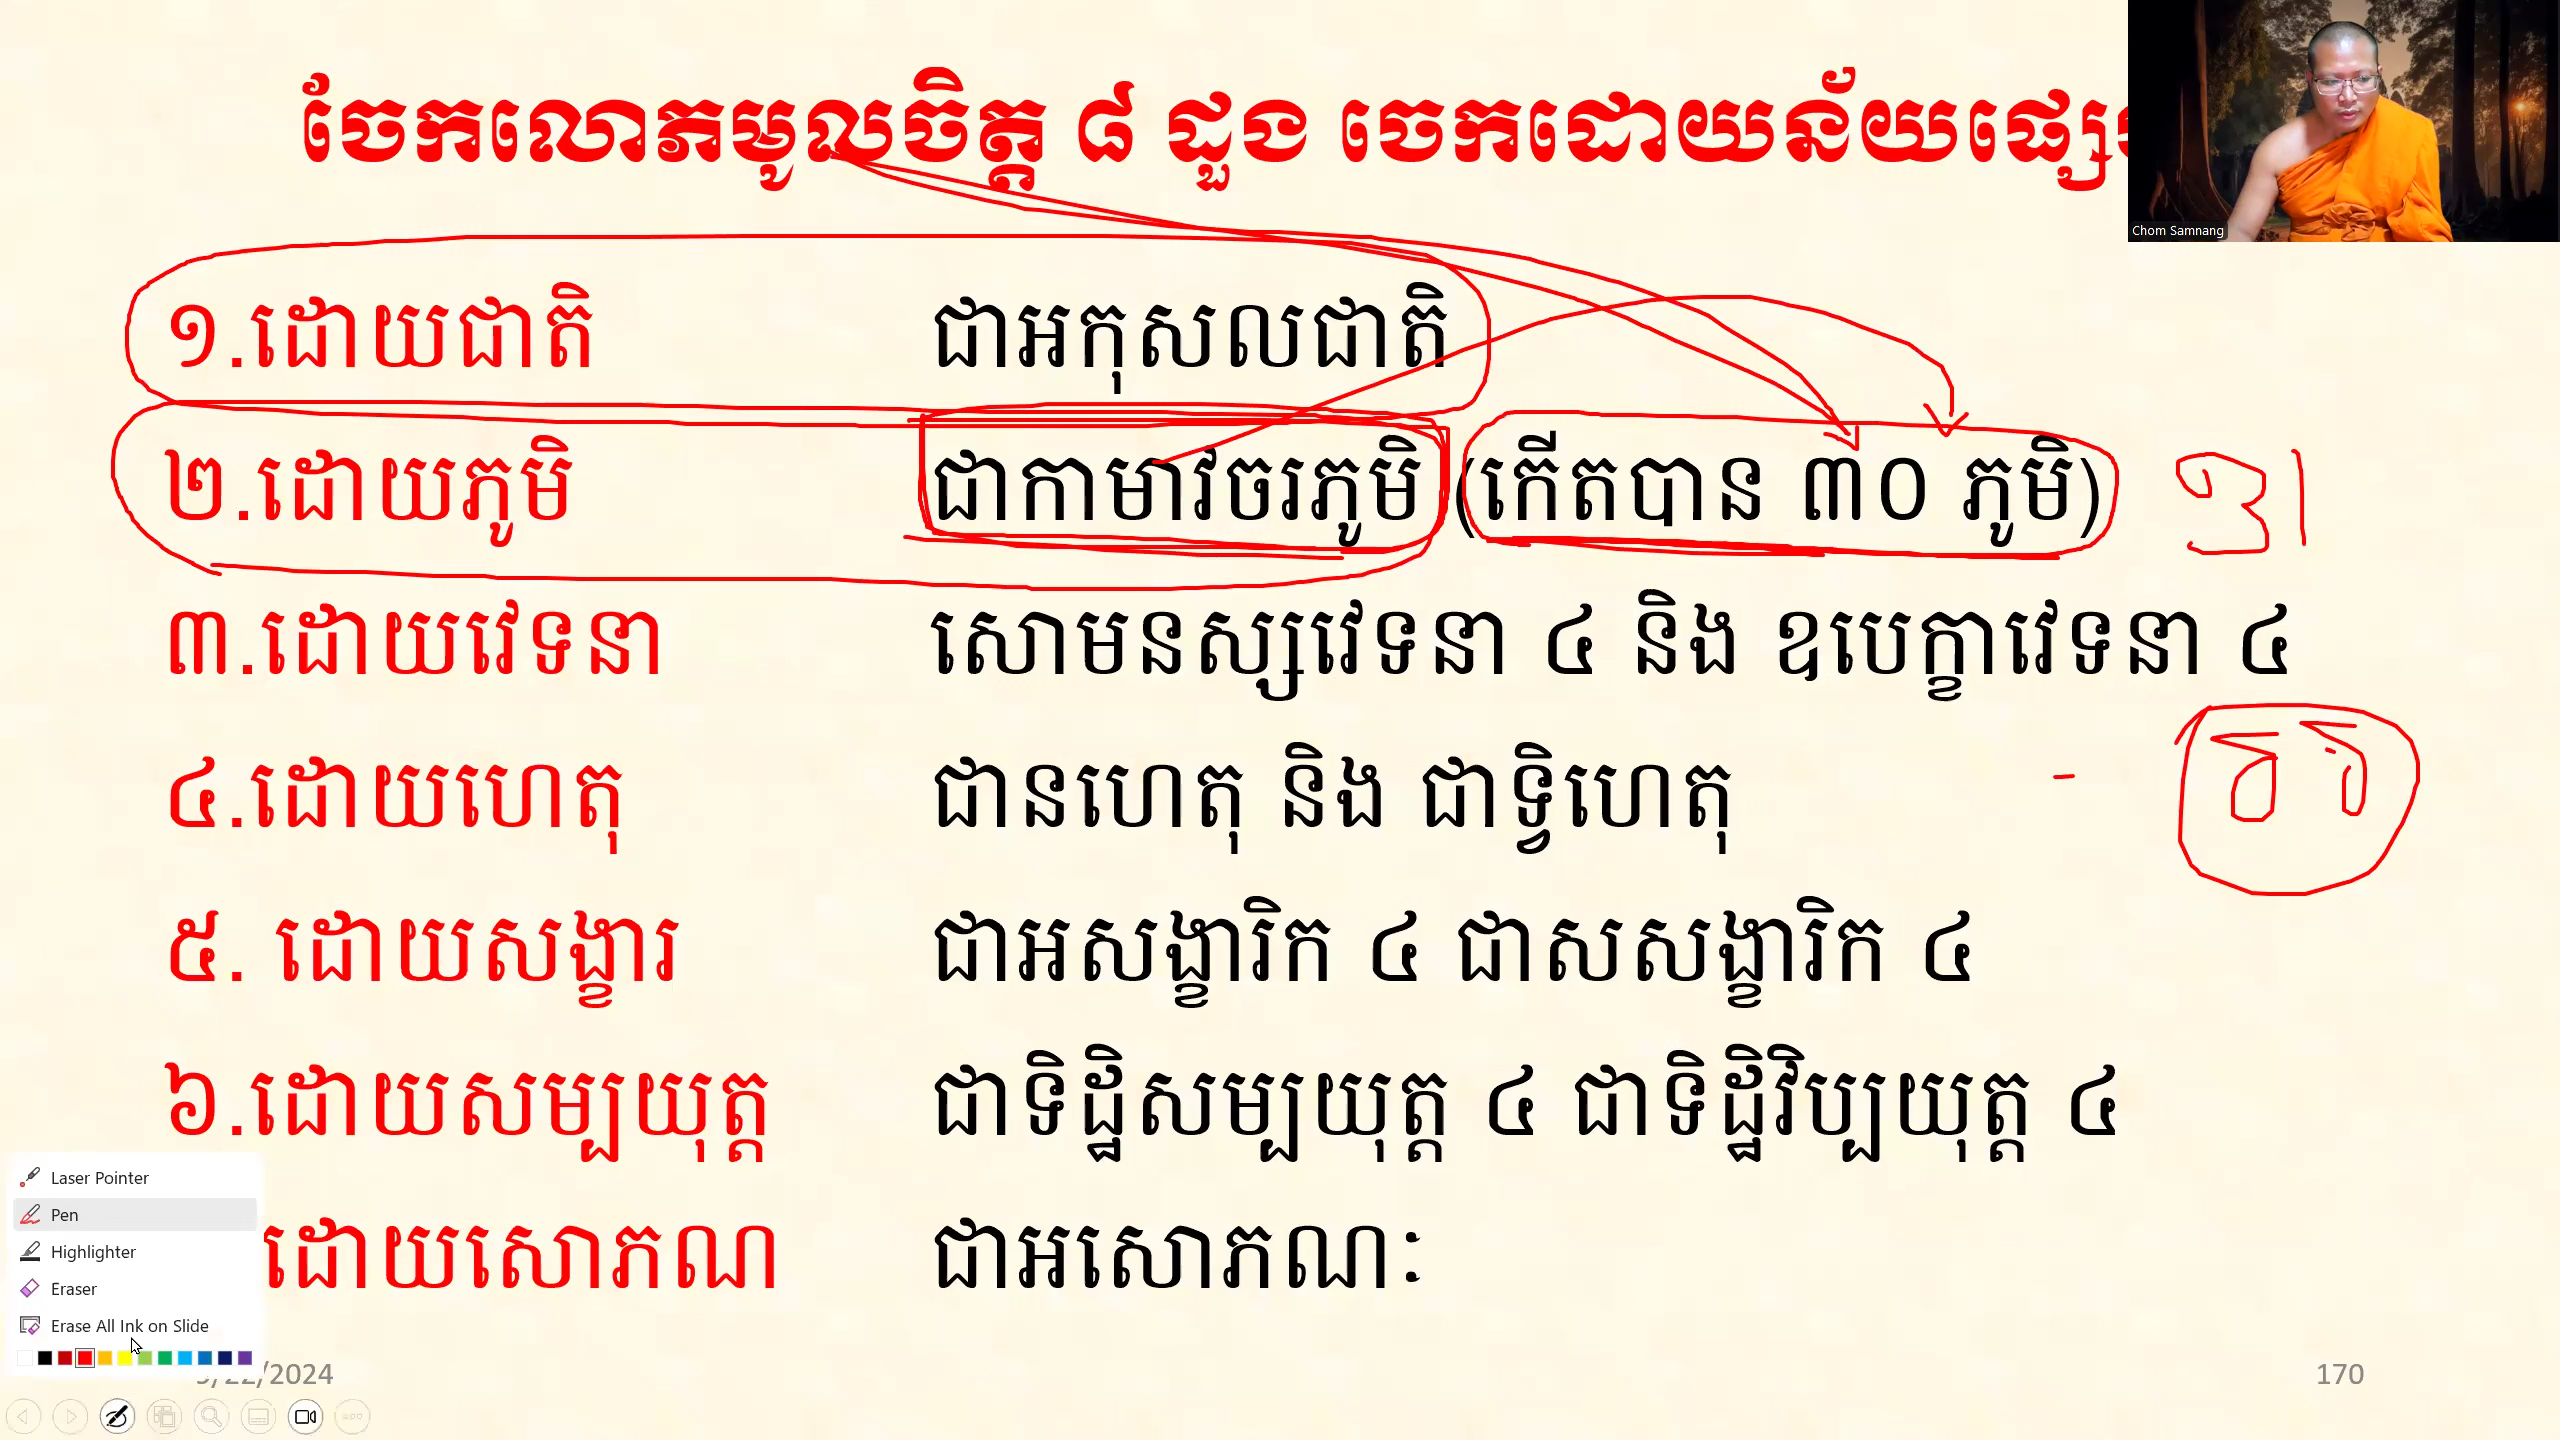 ចែកលោភមូលចិត្ត ៨ ដួង ចេកដោយន័យផ្សេង
Chom Samnang
១.ដោយជាតិ ជាអកុសលជាតិ
២.ដោយភូមិ ជាកាមាវចរភូមិ (កើតបាន ៣០ ភូមិ) 31
៣.ដោយវេទនា សោមនស្សវេទនា ៤ និង ឧបេក្ខាវេទនា ៤
៤.ដោយហេតុ ជានហេតុ និង ជាទ្វិហេតុ
៥. ដោយសង្ខារ ជាអសង្ខារិក ៤ ជាសសង្ខារិក ៤
៦.ដោយសម្បយុត្ត ជាទិដ្ឋិសម្បយុត្ត ៤ ជាទិដ្ឋិវិប្បយុត្ត ៤
ដោយសោភណ ជាអសោភណៈ
Laser Pointer
Pen
Highlighter
Eraser
Erase All Ink on Slide
/2024
170